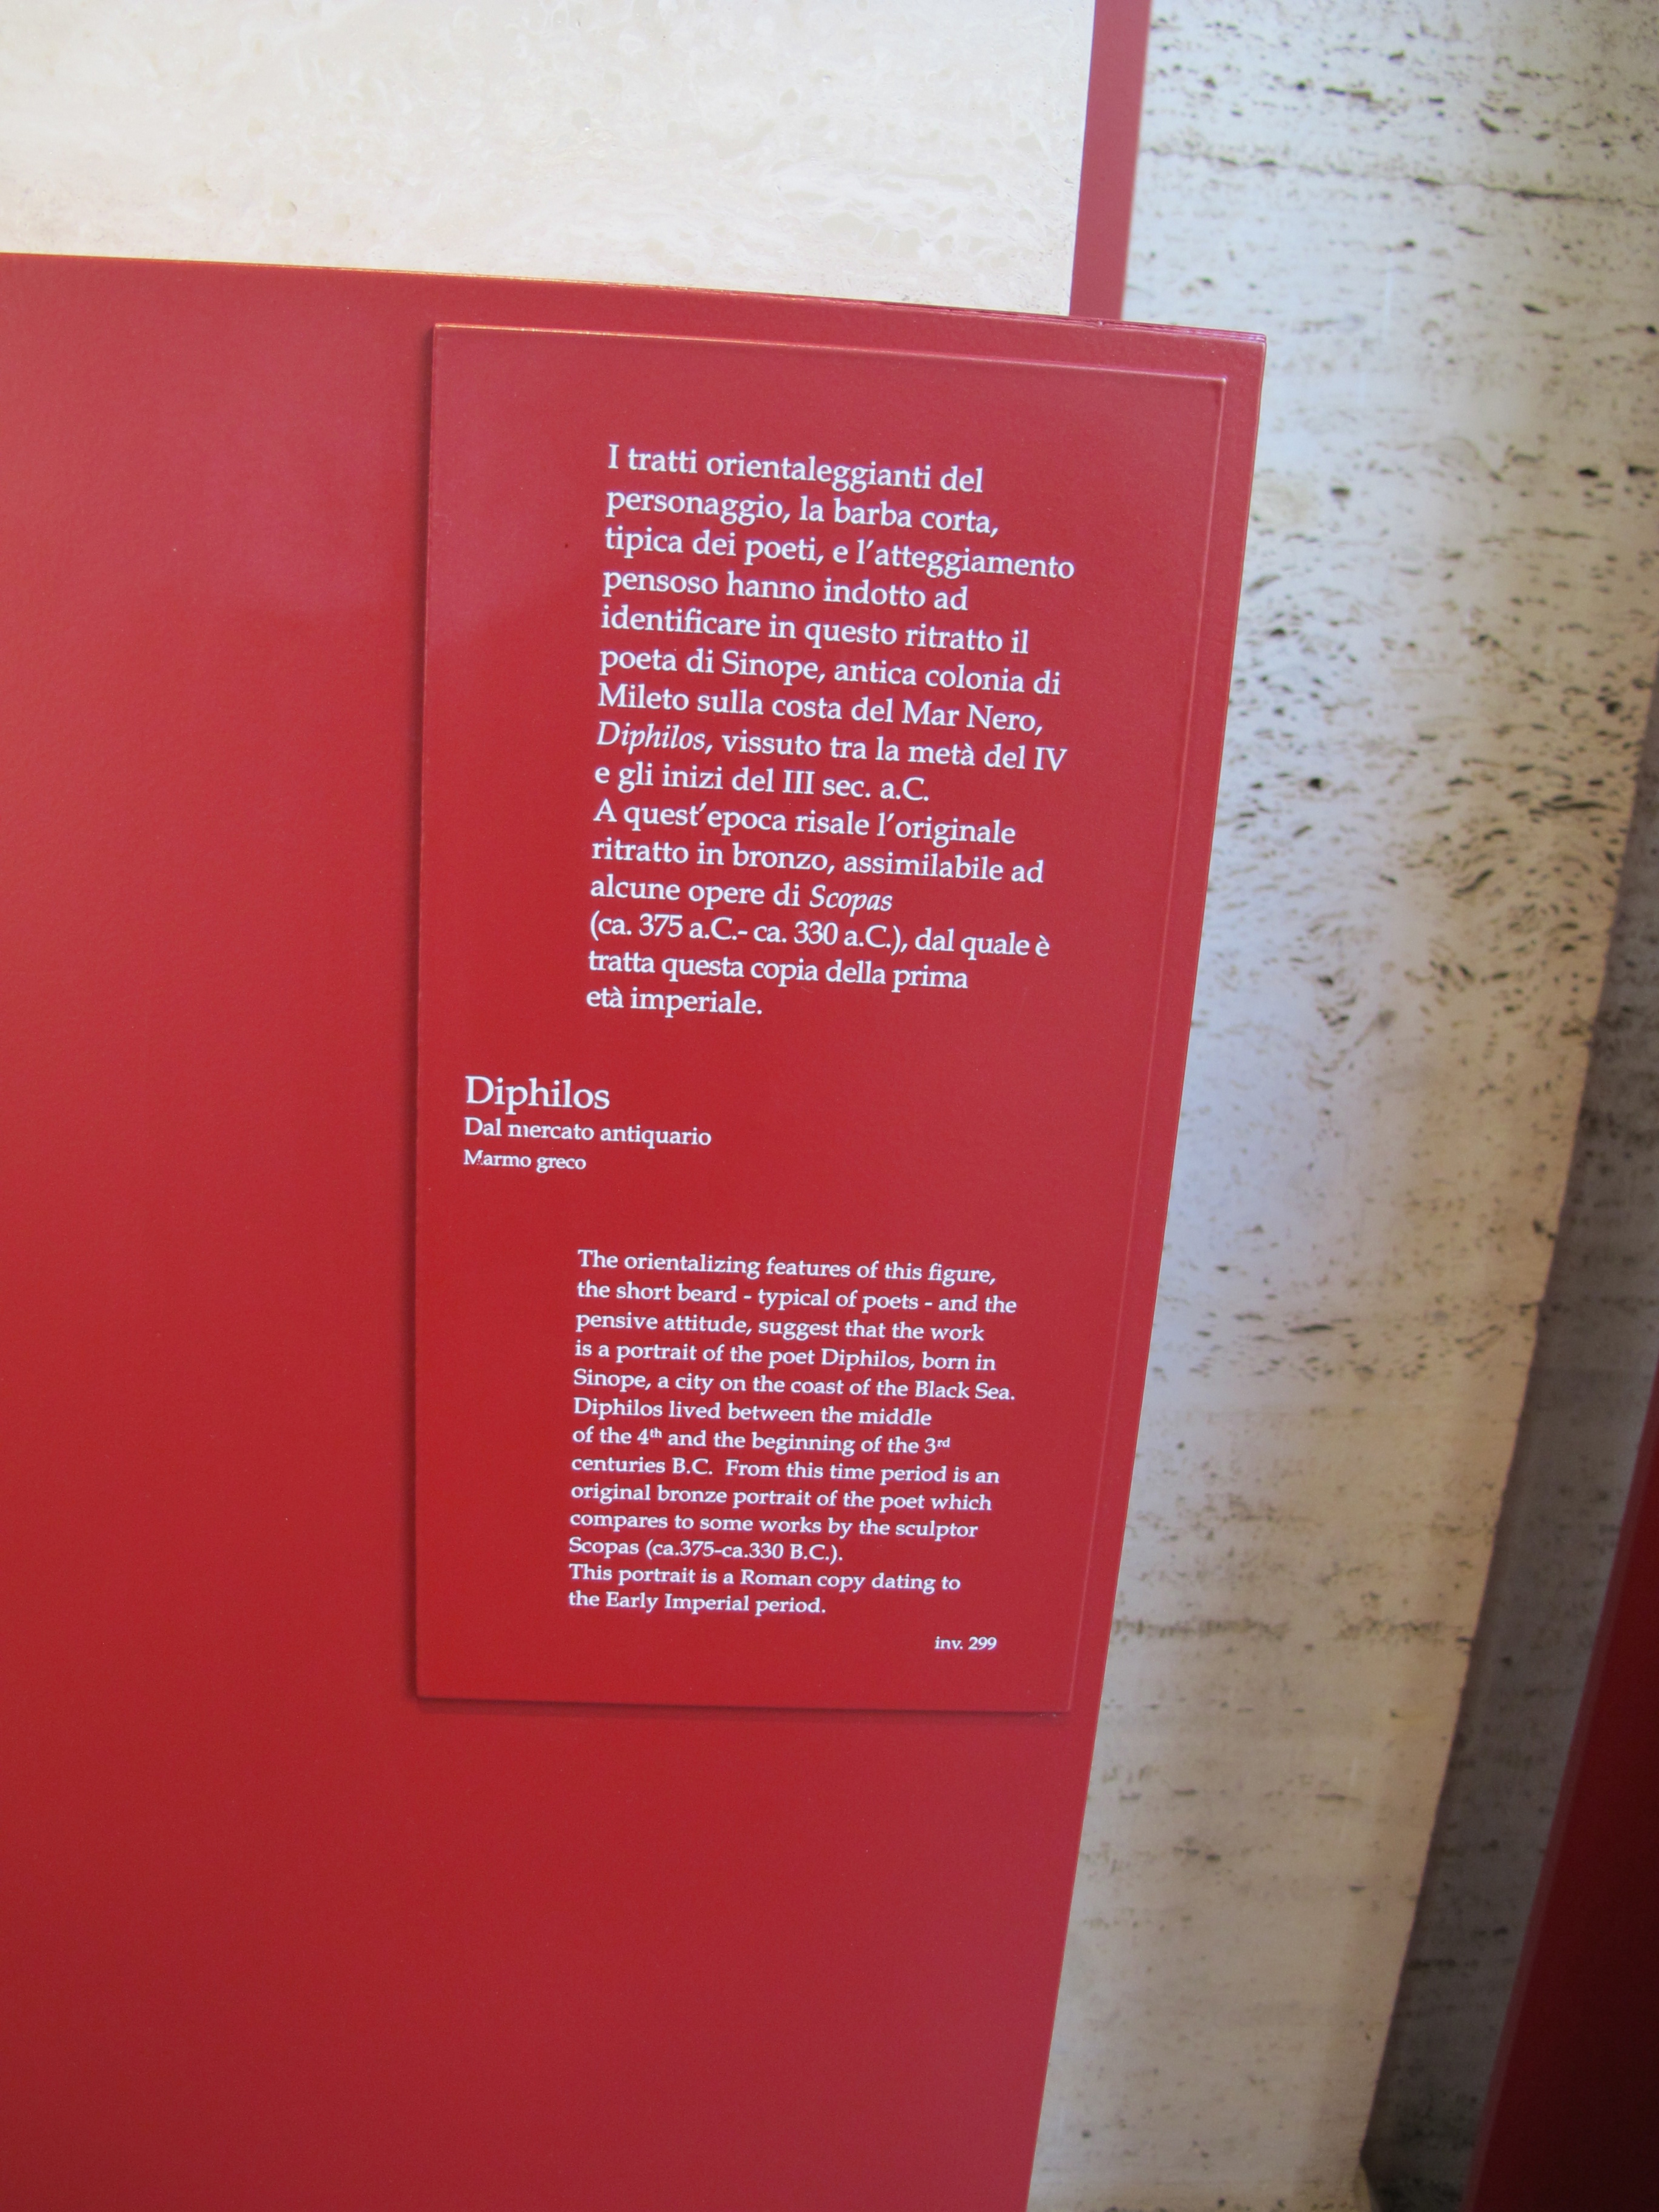 I tratti orientaleggianti del
personaggio, la barba corta,
tipica dei poeti, e l'atteggiamento
pensoso hanno indotto ad
identificare in questo ritratto il
poeta di Sinope, antica colonia di
Mileto sulla costa del Mar Nero,
Diphilos, vissuto tra la metà del IV
e gli inizi del III sec. a.C.
A quest'epoca risale l'originale
ritratto in bronzo, assimilabile ad
alcune opere di Scopas
(ca. 375 a.C.- ca. 330 a.C.), dal quale è
tratta questa copia della prima
età imperiale.
Diphilos
Dal mercato antiquario
Marmo greco
The orientalizing features of this figure,
the short beard - typical of poets - and the
pensive attitude, suggest that the work
is a portrait of the poet Diphilos, born in
Sinope, a city on the coast of the Black Sea.
Diphilos lived between the middle
of the 4th and the beginning of the 3rd
centuries B.C. From this time period is an
original bronze portrait of the poet which
compares to some works by the sculptor
Scopas (ca.375-ca.330 B.C.).
This portrait is a Roman copy dating to
the Early Imperial period.
inv. 299